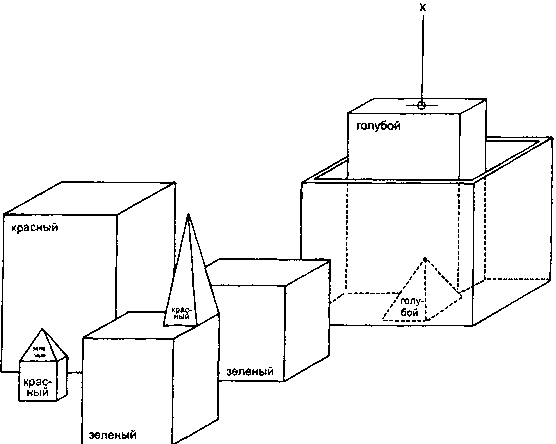 X
голубой
красный
крас-
ный
голу-
бой
зеленый
крас-
ный
зеленый